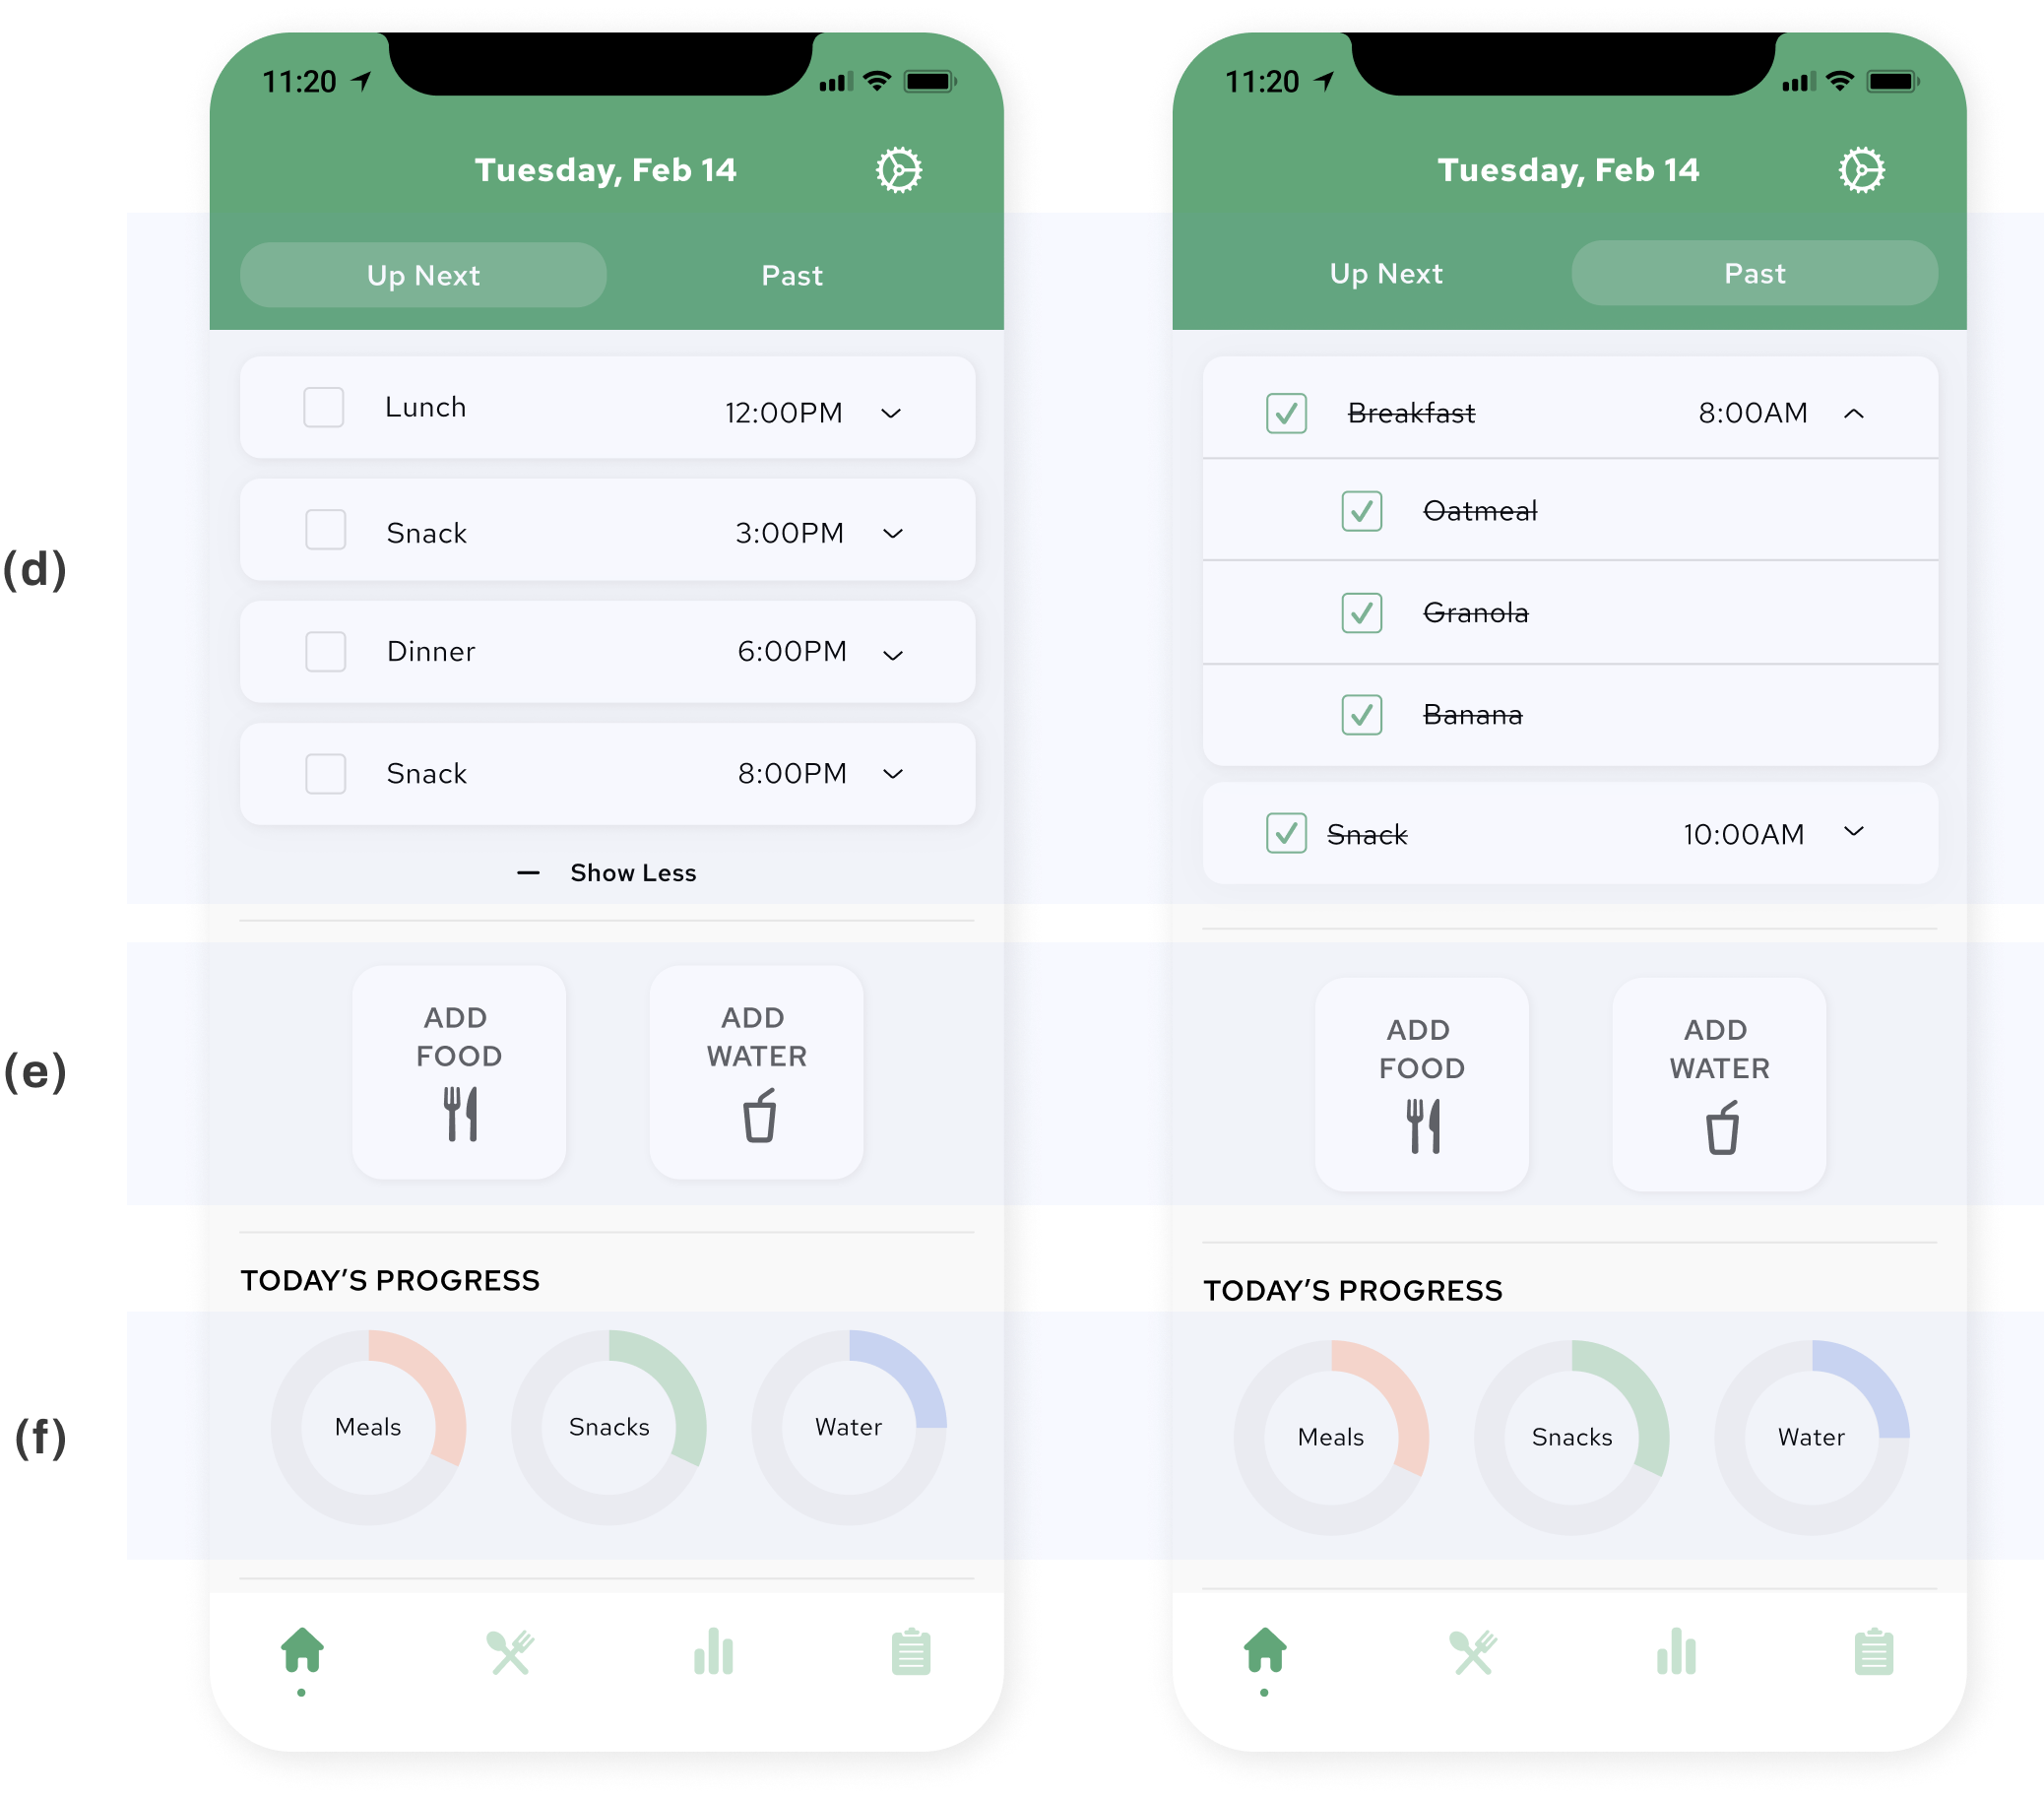 11:20
Tuesday, Feb 14
Up Next Past
Lunch 12:00PM
Snack 3:00PM
Dinner 6:00PM
Snack 8:00PM
Show Less
ADD
FOOD
ADD
WATER
TODAY'S PROGRESS
Meals Snacks Water
11:20
Tuesday, Feb 14
Up Next Past
Breakfast 8:00AM
Oatmeal
Granola
Banana
Snack 10:00AM
ADD
FOOD
ADD
WATER
TODAY'S PROGRESS
Meals Snacks Water
(d)
(e)
(f)